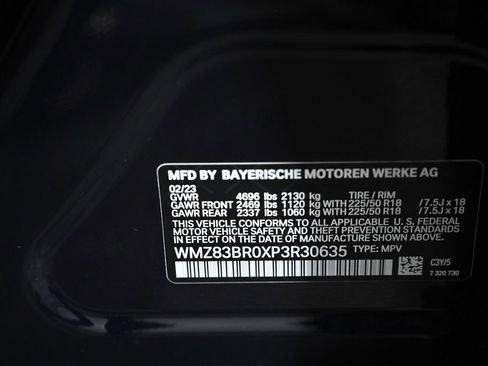 MFD BY BAYERISCHE MOTOREN WERKE AG
02/23
GVWR 4696 lbs 2130 kg TIRE / RIM
GAWR FRONT 2469 lbs 1120 kg WITH 225/50 R18 / 7.5J x 18
GAWR REAR 2337 lbs 1060 kg WITH 225/50 R18 / 7.5J x 18
THIS VEHICLE CONFORMS TO ALL APPLICABLE U. S. FEDERAL
MOTOR VEHICLE SAFETY AND THEFT PREVENTION STANDARDS
IN EFFECT ON THE DATE OF MANUFACTURE SHOWN ABOVE.
WMZ83BR0XP3R30635 TYPE: MPV
C3Y/5
7 320 730